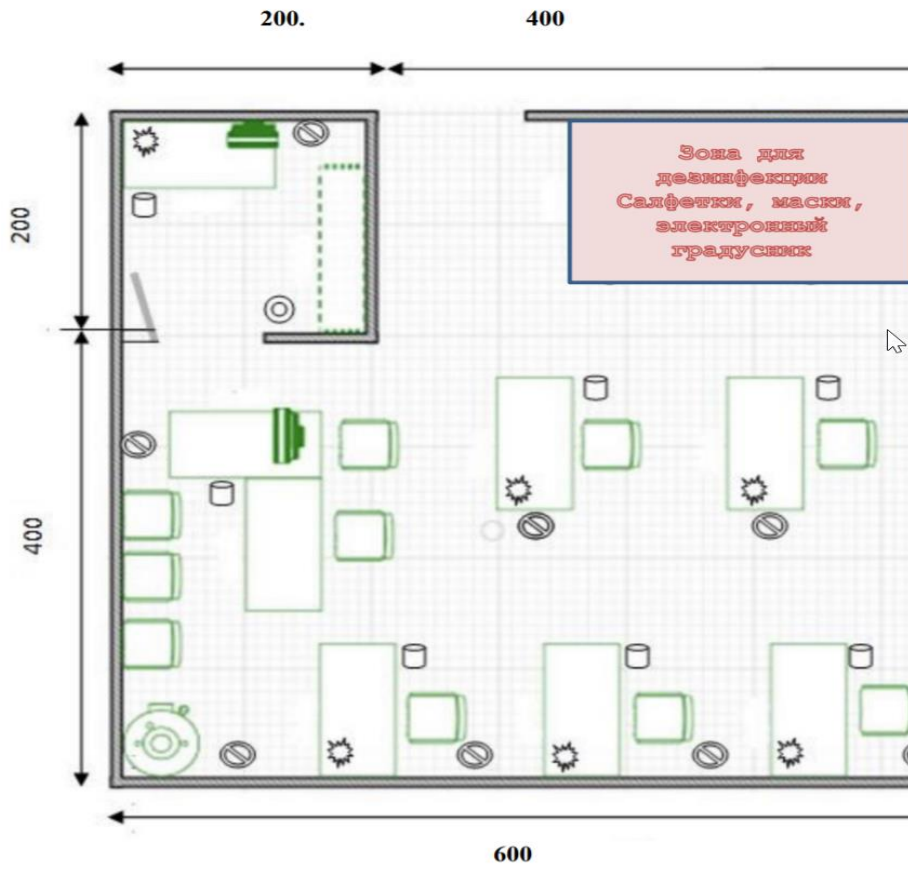 200.
400
200
Зона для
дезинфекции
Салфетки, маски,
электронный
градусник
400
600